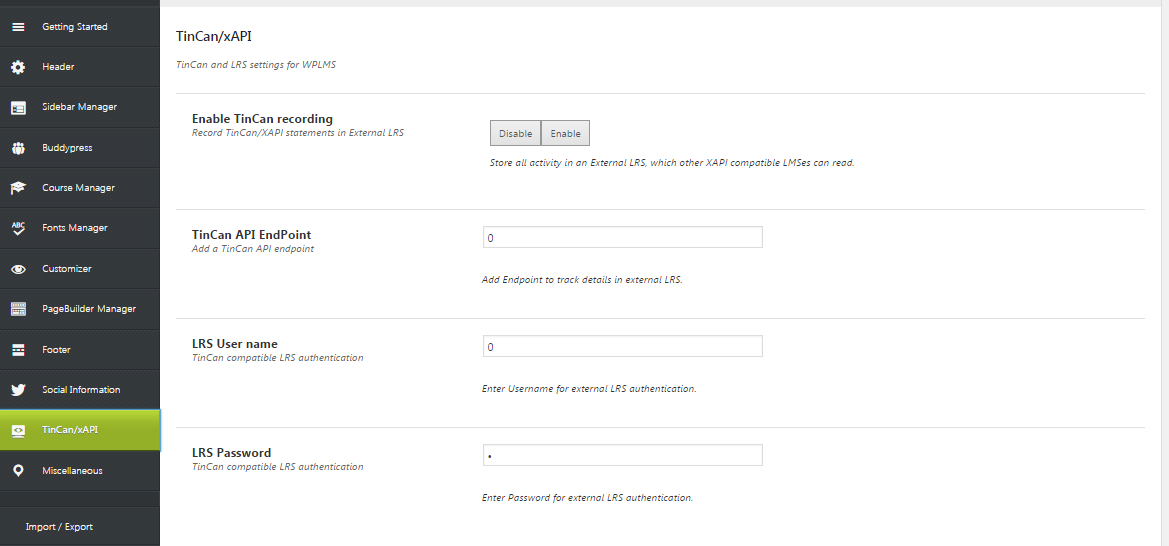 Getting Started
Header
Sidebar Manager
Buddypress
Course Manager
ABC
Fonts Manager
Customizer
PageBuilder Manager
Footer
Social Information
TinCan/xAPI
Miscellaneous
Import / Export
TinCan/xAPI
TinCan and LRS settings for WPLMS
Enable TinCan recording
Record TinCan/XAPI statements in External LRS
Disable Enable
Store all activity in an External LRS, which other XAPI compatible LMSes can read.
TinCan API EndPoint
Add a TinCan API endpoint
0
Add Endpoint to track details in external LRS.
LRS User name
TinCan compatible LRS authentication
0
Enter Username for external LRS authentication.
LRS Password
TinCan compatible LRS authentication
•
Enter Password for external LRS authentication.